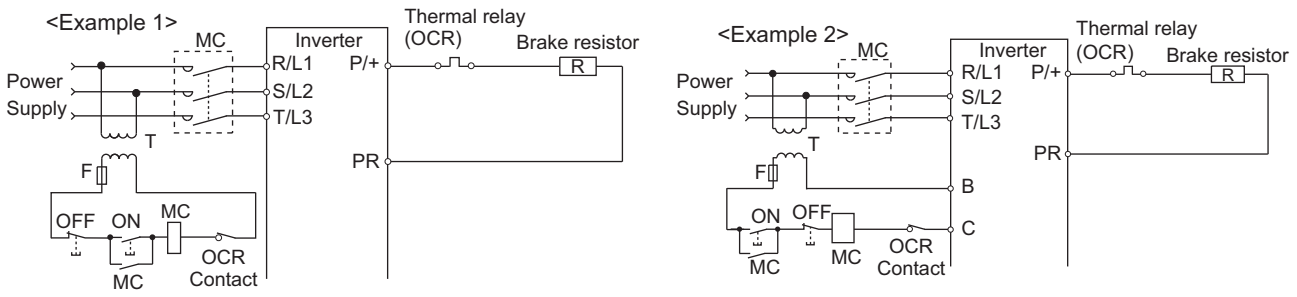 <Example 1>
MC
Inverter
Thermal relay
(OCR)
Brake resistor
Power
Supply
R/L1
S/L2
T/L3
P/+
R
PR
T
F
OFF
ON
MC
MC
OCR
Contact
<Example 2>
MC
Inverter
Thermal relay
(OCR)
Brake resistor
Power
Supply
R/L1
S/L2
T/L3
P/+
R
PR
T
F
B
ON
OFF
C
MC
MC
OCR
Contact